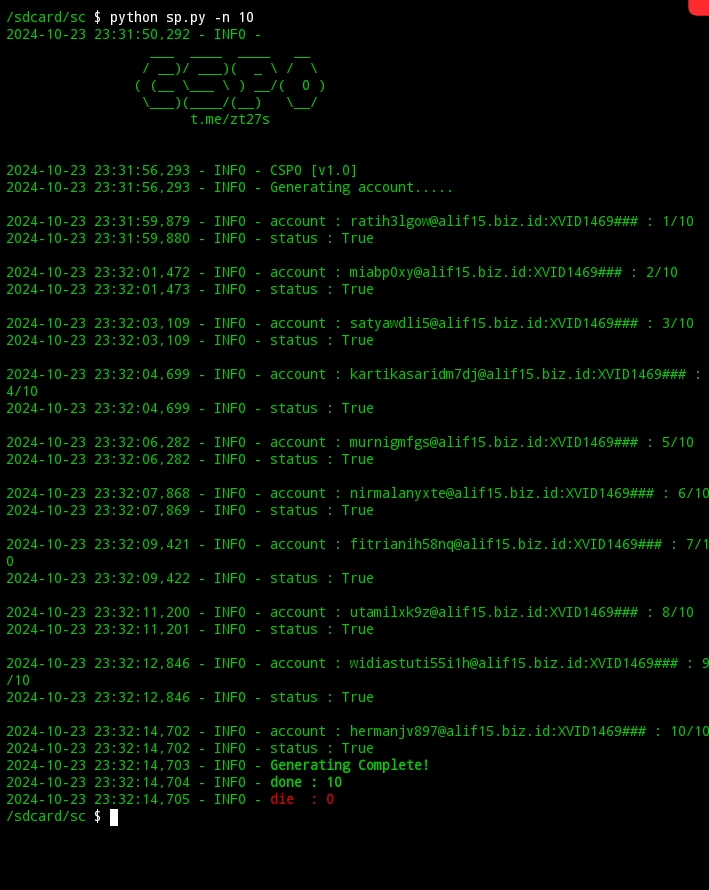 /sdcard/sc $ python sp.py -n 10
2024-10-23 23:31:50,292 - INFO -
  ___  ____  ____   __
 / __)/ ___)(  _ \ /  \
( (__ \___ \ ) __/(  O )
 \___)(____/(__)   \__/
t.me/zt27s
2024-10-23 23:31:56,293 - INFO - CSPO [v1.0]
2024-10-23 23:31:56,293 - INFO - Generating account.....
2024-10-23 23:31:59,879 - INFO - account : ratih3lgow@alif15.biz.id:XVID1469### : 1/10
2024-10-23 23:31:59,880 - INFO - status : True
2024-10-23 23:32:01,472 - INFO - account : miabp0xy@alif15.biz.id:XVID1469### : 2/10
2024-10-23 23:32:01,473 - INFO - status : True
2024-10-23 23:32:03,109 - INFO - account : satyawdli5@alif15.biz.id:XVID1469### : 3/10
2024-10-23 23:32:03,109 - INFO - status : True
2024-10-23 23:32:04,699 - INFO - account : kartikasaridm7dj@alif15.biz.id:XVID1469### :
4/10
2024-10-23 23:32:04,699 - INFO - status : True
2024-10-23 23:32:06,282 - INFO - account : murnigmfgs@alif15.biz.id:XVID1469### : 5/10
2024-10-23 23:32:06,282 - INFO - status : True
2024-10-23 23:32:07,868 - INFO - account : nirmalanyxte@alif15.biz.id:XVID1469### : 6/10
2024-10-23 23:32:07,869 - INFO - status : True
2024-10-23 23:32:09,421 - INFO - account : fitrianih58nq@alif15.biz.id:XVID1469### : 7/1
0
2024-10-23 23:32:09,422 - INFO - status : True
2024-10-23 23:32:11,200 - INFO - account : utamilxk9z@alif15.biz.id:XVID1469### : 8/10
2024-10-23 23:32:11,201 - INFO - status : True
2024-10-23 23:32:12,846 - INFO - account : widiastuti55i1h@alif15.biz.id:XVID1469### : 9
/10
2024-10-23 23:32:12,846 - INFO - status : True
2024-10-23 23:32:14,702 - INFO - account : hermanjv897@alif15.biz.id:XVID1469### : 10/10
2024-10-23 23:32:14,702 - INFO - status : True
2024-10-23 23:32:14,703 - INFO - Generating Complete!
2024-10-23 23:32:14,704 - INFO - done : 10
2024-10-23 23:32:14,705 - INFO - die  : 0
/sdcard/sc $